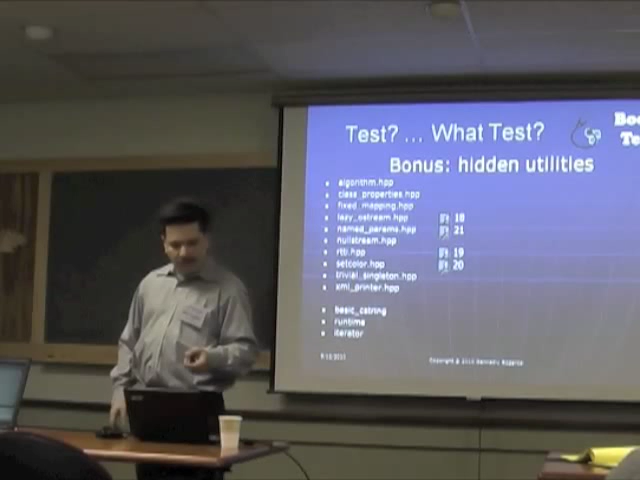 Test? ... What Test?
Bonus: hidden utilities
algorithm.hpp
class_properties.hpp
fixed_mapping.hpp
lazy_ostream.hpp 18
named_params.hpp 21
nullstream.hpp
rtti.hpp 19
setcolor.hpp 20
trivial_singleton.hpp
xml_printer.hpp
basic_cstring
runtime
iterator